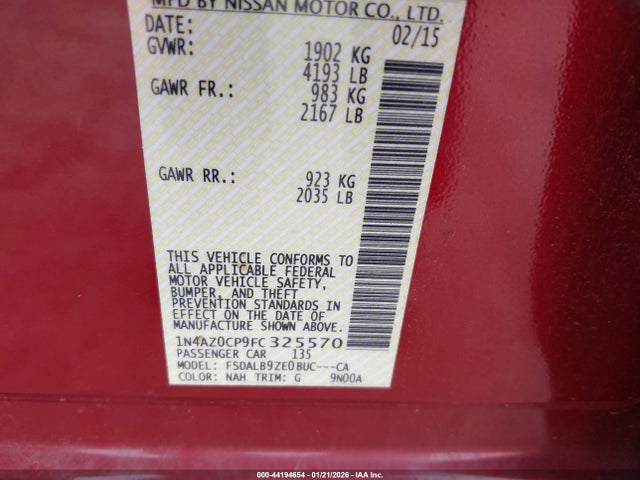 MFD BY NISSAN MOTOR CO., LTD.
DATE: 02/15
GVWR: 1902 KG
4193 LB
GAWR FR.: 983 KG
2167 LB
GAWR RR.: 923 KG
2035 LB
THIS VEHICLE CONFORMS TO
ALL APPLICABLE FEDERAL
MOTOR VEHICLE SAFETY,
BUMPER, AND THEFT
PREVENTION STANDARDS IN
EFFECT ON THE DATE OF
MANUFACTURE SHOWN ABOVE.
1N4AZ0CP9FC 325570
PASSENGER CAR 135
MODEL: FSDALB9ZE0BUC---CA
COLOR: NAH TRIM: G 9N00A
000-44194654 | 01/21/2026 - IAA Inc.